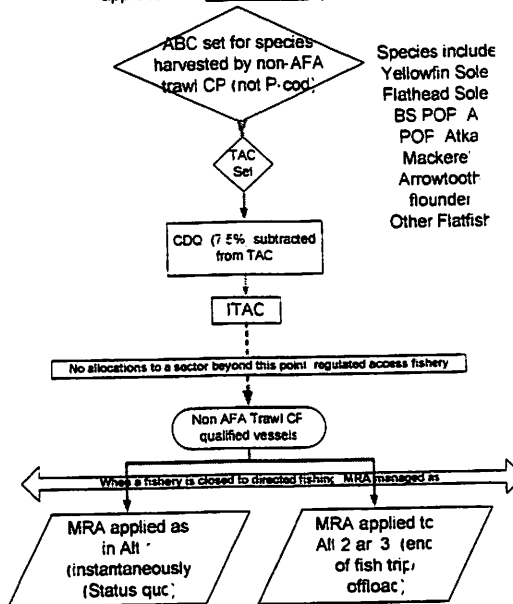 ABC set for species
harvested by non-AFA
trawl CP (not P-cod)
TAC
Set
CDQ (7.5% subtracted
from TAC
ITAC
No allocations to a sector beyond this point regulated access fishery
Non AFA Trawl CP
qualified vessels
When a fishery is closed to directed fishing MRA managed as
MRA applied as
in Alt
(instantaneously
(Status quo)
MRA applied to
Alt 2 ar 3 (end
of fish trip/
offload)
Species include
Yellowfin Sole
Flathead Sole
BS POP A
POP Atka
Mackerel
Arrowtooth
flounder
Other Flatfish